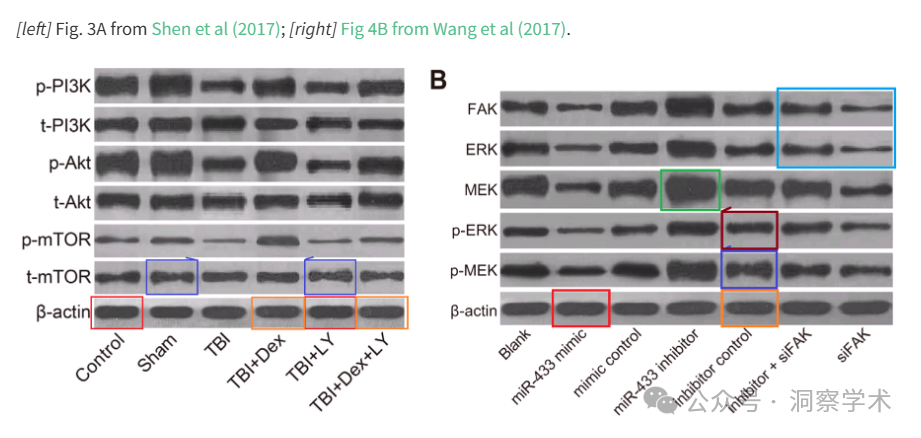 [left] Fig. 3A from Shen et al (2017); [right] Fig 4B from Wang et al (2017).
p-PI3K
t-PI3K
p-Akt
t-Akt
p-mTOR
t-mTOR
β-actin
Control
Sham
TBI
TBI+Dex
TBI+LY
TBI+Dex+LY
B
FAK
ERK
MEK
p-ERK
p-MEK
β-actin
Blank
miR-433 mimic
mimic control
miR-433 inhibitor
inhibitor control
inhibitor + siFAK
siFAK
公众号 · 洞察学术